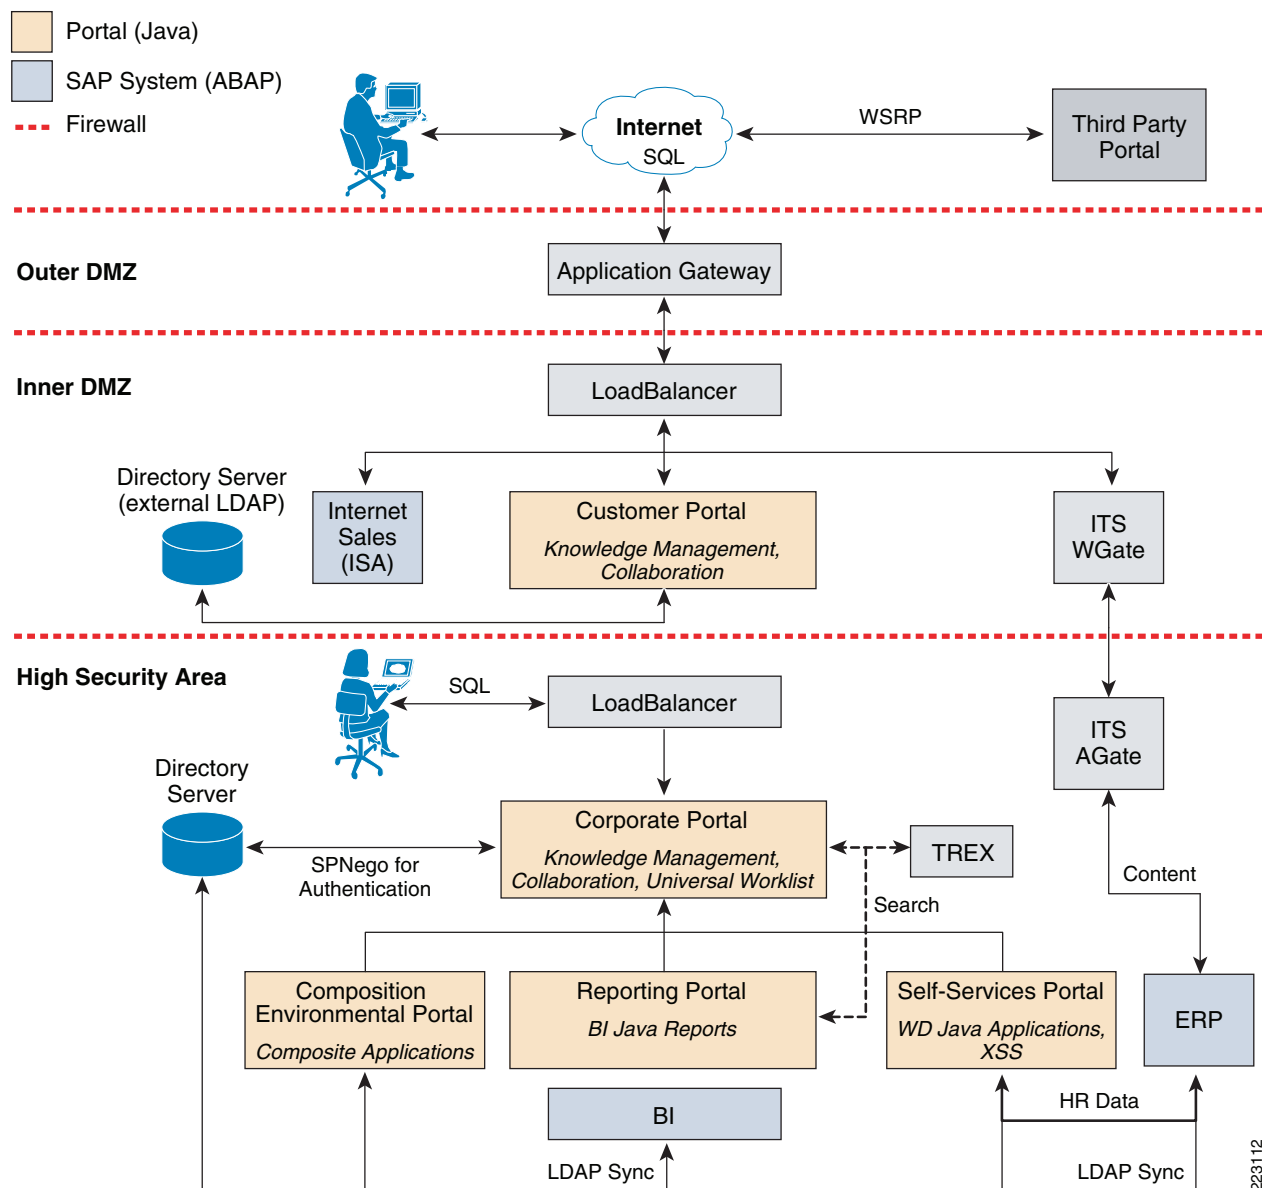 Portal (Java)
SAP System (ABAP)
Firewall
Internet
SQL
WSRP
Third Party
Portal
Outer DMZ
Application Gateway
Inner DMZ
LoadBalancer
Directory Server
(external LDAP)
Internet
Sales
(ISA)
Customer Portal
Knowledge Management,
Collaboration
ITS
WGate
High Security Area
SQL
LoadBalancer
ITS
AGate
Directory
Server
SPNego for
Authentication
Corporate Portal
Knowledge Management,
Collaboration, Universal Worklist
TREX
Search
Content
Composition
Environmental Portal
Composite Applications
Reporting Portal
BI Java Reports
Self-Services Portal
WD Java Applications,
XSS
ERP
BI
HR Data
LDAP Sync
LDAP Sync
223112